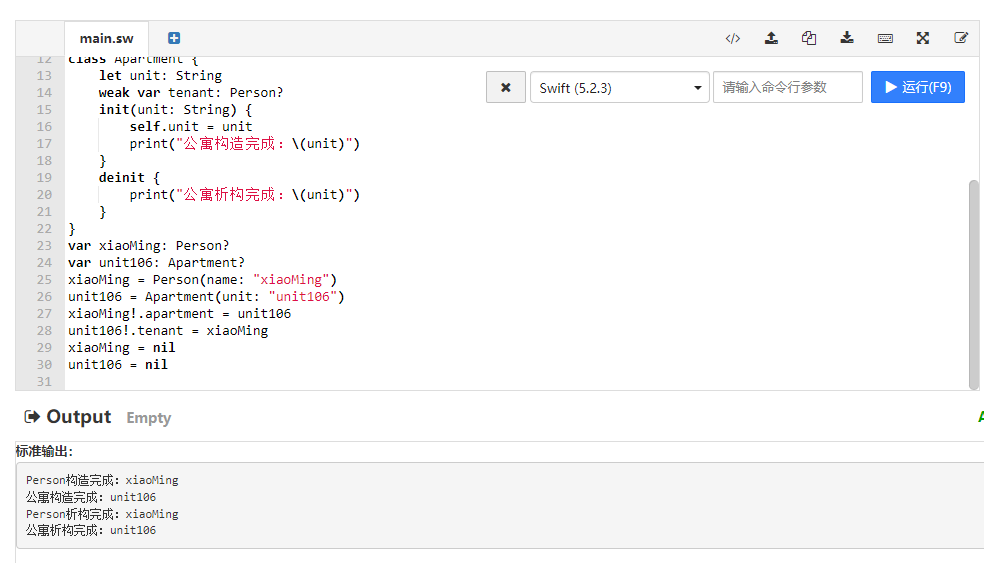 main.sw
Swift (5.2.3)
请输入命令行参数
运行(F9)
12 class Apartment {
13     let unit: String
14     weak var tenant: Person?
15     init(unit: String) {
16         self.unit = unit
17         print("公寓构造完成：\(unit)")
18     }
19     deinit {
20         print("公寓析构完成：\(unit)")
21     }
22 }
23 var xiaoMing: Person?
24 var unit106: Apartment?
25 xiaoMing = Person(name: "xiaoMing")
26 unit106 = Apartment(unit: "unit106")
27 xiaoMing!.apartment = unit106
28 unit106!.tenant = xiaoMing
29 xiaoMing = nil
30 unit106 = nil
31
Output Empty
标准输出:
Person构造完成：xiaoMing
公寓构造完成：unit106
Person析构完成：xiaoMing
公寓析构完成：unit106